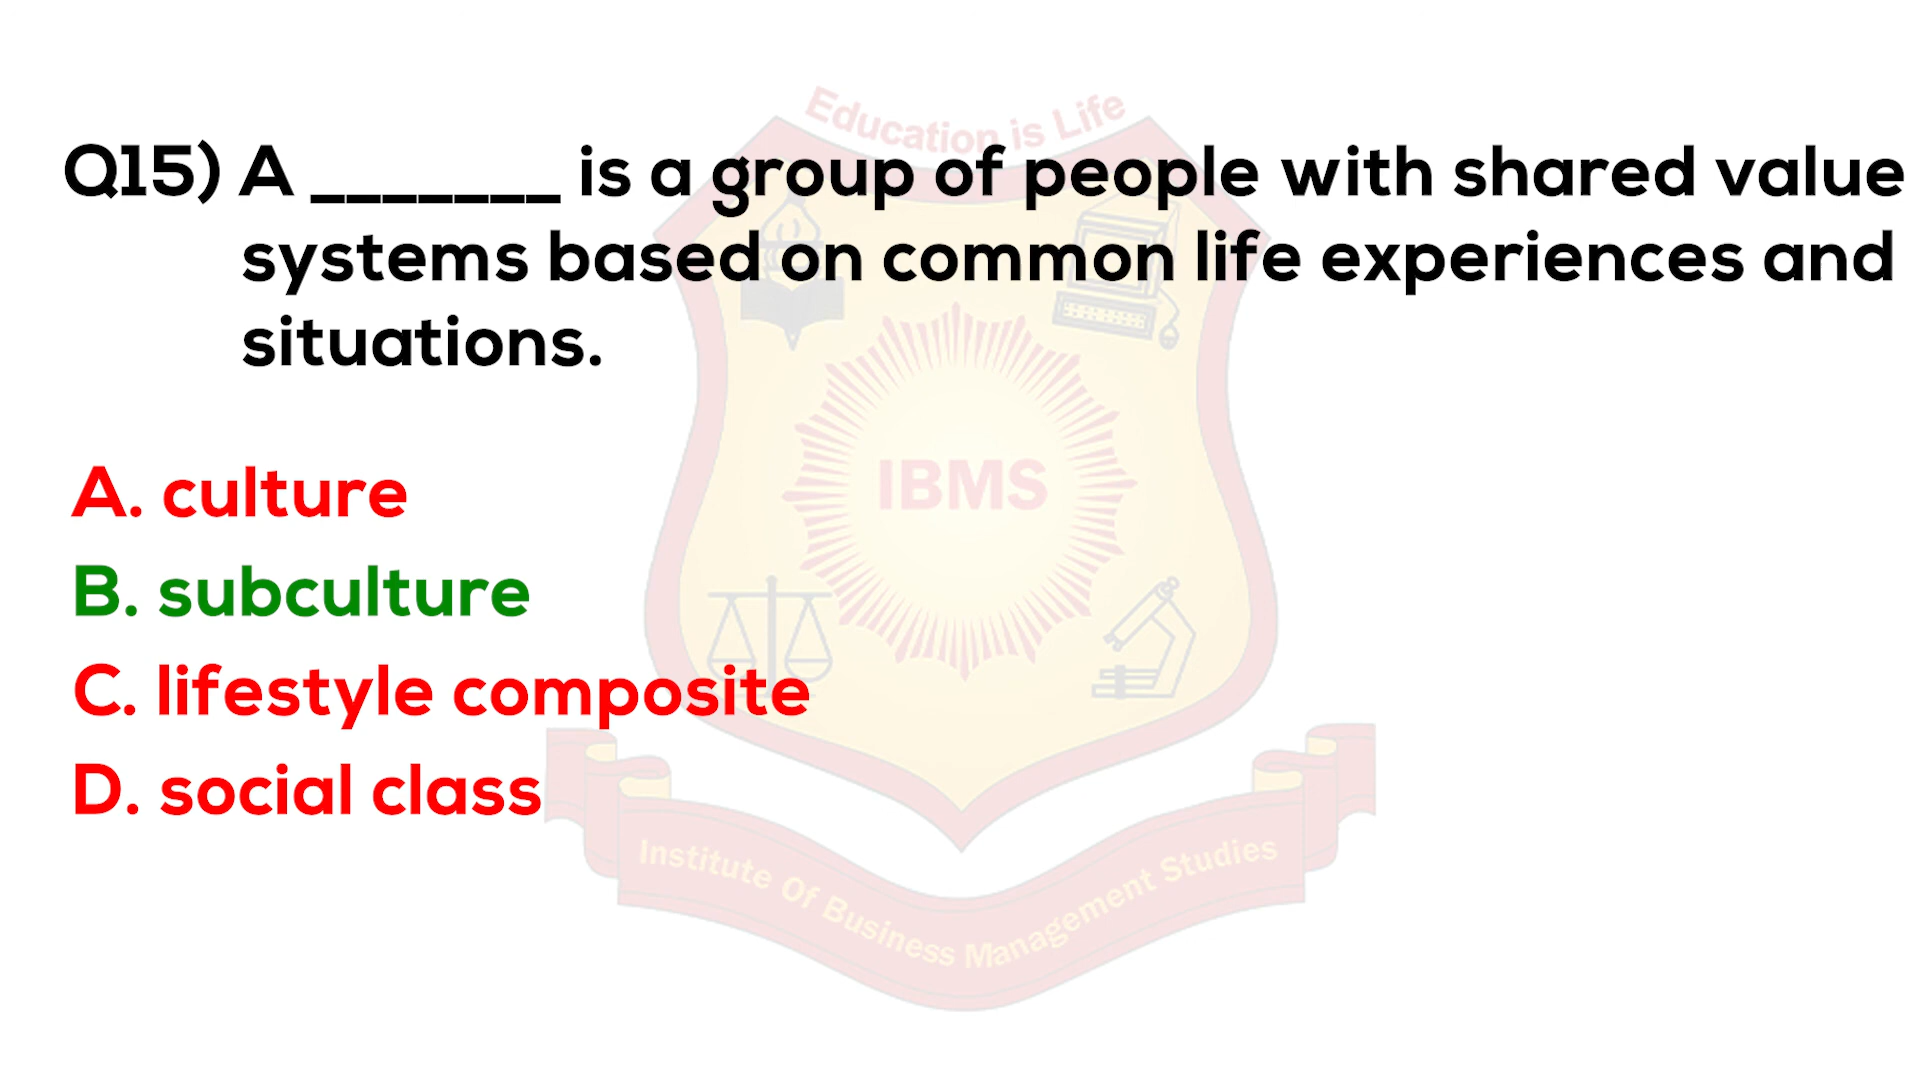 Education is Life
Q15) A _______ is a group of people with shared value
systems based on common life experiences and
situations.
IBMS
A. culture
B. subculture
C. lifestyle composite
D. social class
Institute Of Business Management Studies